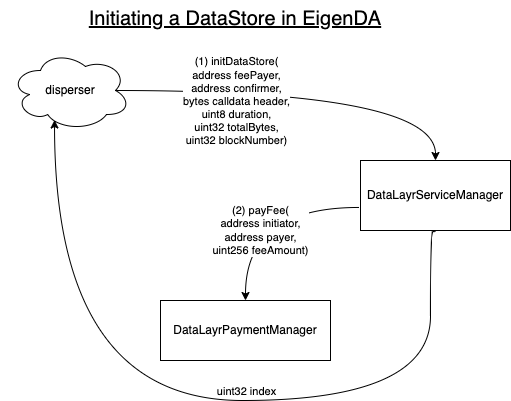 Initiating a DataStore in EigenDA
disperser
(1) initDataStore(
address feePayer,
address confirmer,
bytes calldata header,
uint8 duration,
uint32 totalBytes,
uint32 blockNumber)
DataLayrServiceManager
(2) payFee(
address initiator,
address payer,
uint256 feeAmount)
DataLayrPaymentManager
uint32 index